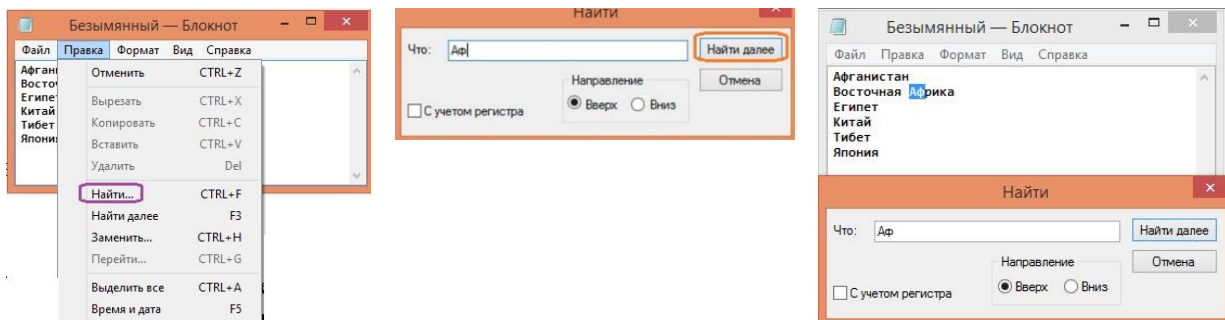 Безымянный — Блокнот
Файл Правка Формат Вид Справка
Отменить CTRL+Z
Вырезать CTRL+X
Копировать CTRL+C
Вставить CTRL+V
Удалить Del
Найти... CTRL+F
Найти далее F3
Заменить... CTRL+H
Перейти... CTRL+G
Выделить все CTRL+A
Время и дата F5
Афган
Восто
Египе
Китай
Тибет
Япони
Найти
Что: Аф Найти далее
Направление Отмена
С учетом регистра Вверх Вниз
Безымянный — Блокнот
Файл Правка Формат Вид Справка
Афганистан
Восточная Африка
Египет
Китай
Тибет
Япония
Найти
Что: Аф Найти далее
Направление Отмена
С учетом регистра Вверх Вниз